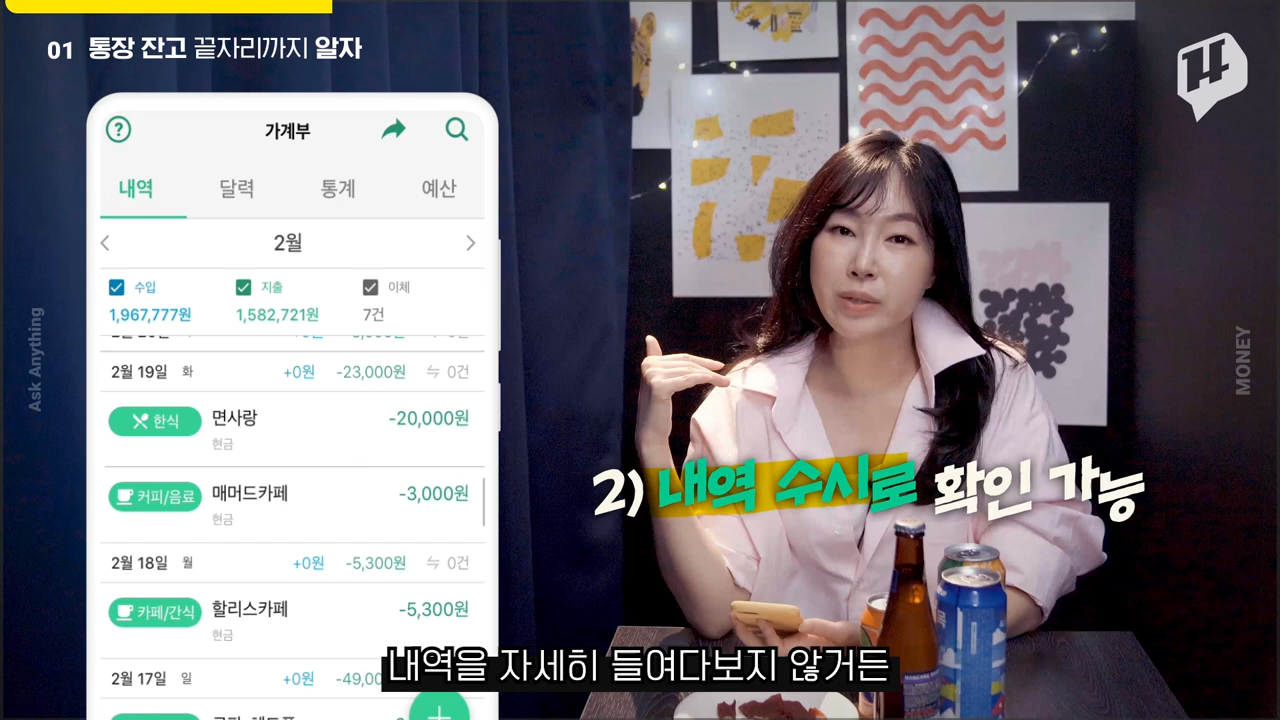 01 통장 잔고 끝자리까지 알자
가계부
내역 달력 통계 예산
2월
수입 지출 이체
1,967,777원 1,582,721원 7건
2월 19일 화 +0원 -23,000원 0건
한식 면사랑 -20,000원
현금
커피/음료 매머드카페 -3,000원
현금
2월 18일 월 +0원 -5,300원 0건
카페/간식 할리스카페 -5,300원
현금
2월 17일 일 +0원 -49,00
Ask Anything
MONEY
2) 내역 수시로 확인 가능
내역을 자세히 들여다보지 않거든